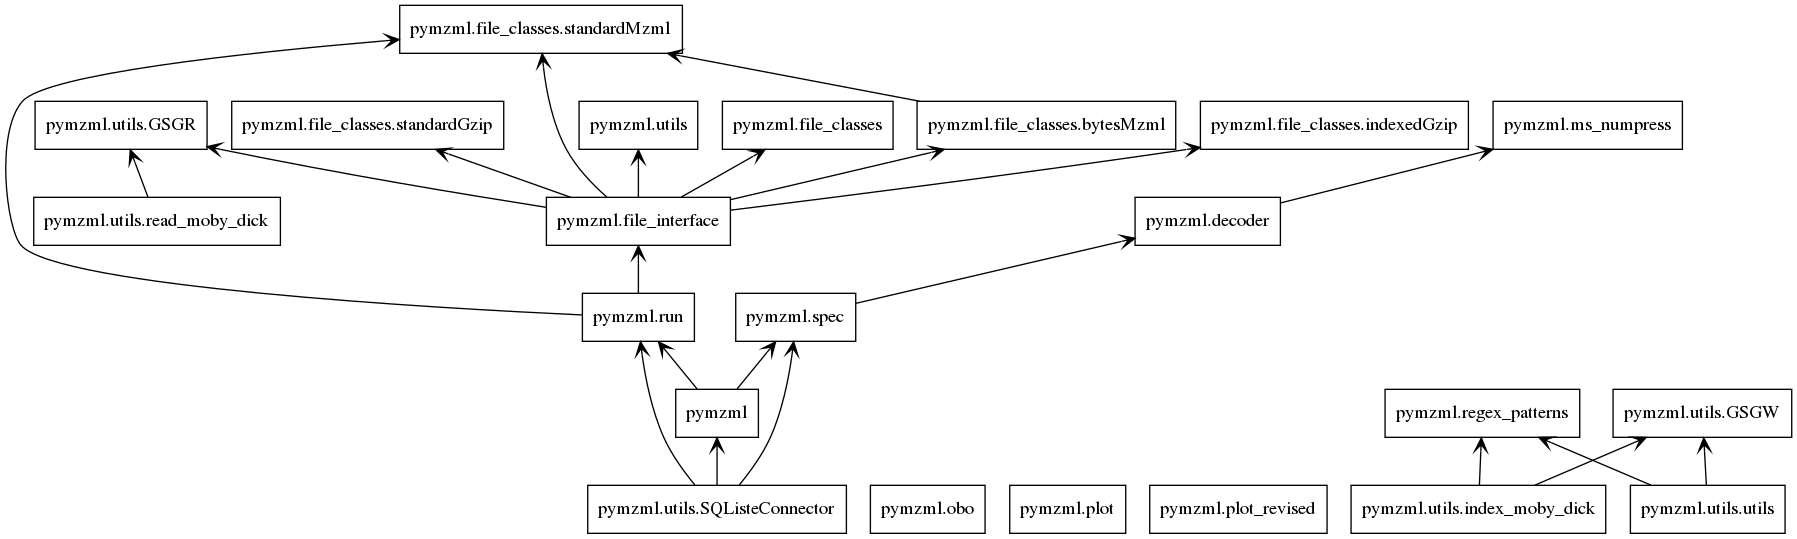 pymzml.file_classes.standardMzml
pymzml.utils.GSGR
pymzml.file_classes.standardGzip
pymzml.utils
pymzml.file_classes
pymzml.file_classes.bytesMzml
pymzml.file_classes.indexedGzip
pymzml.ms_numpress
pymzml.utils.read_moby_dick
pymzml.file_interface
pymzml.decoder
pymzml.run
pymzml.spec
pymzml
pymzml.regex_patterns
pymzml.utils.GSGW
pymzml.utils.SQLiteConnector
pymzml.obo
pymzml.plot
pymzml.plot_revised
pymzml.utils.index_moby_dick
pymzml.utils.utils